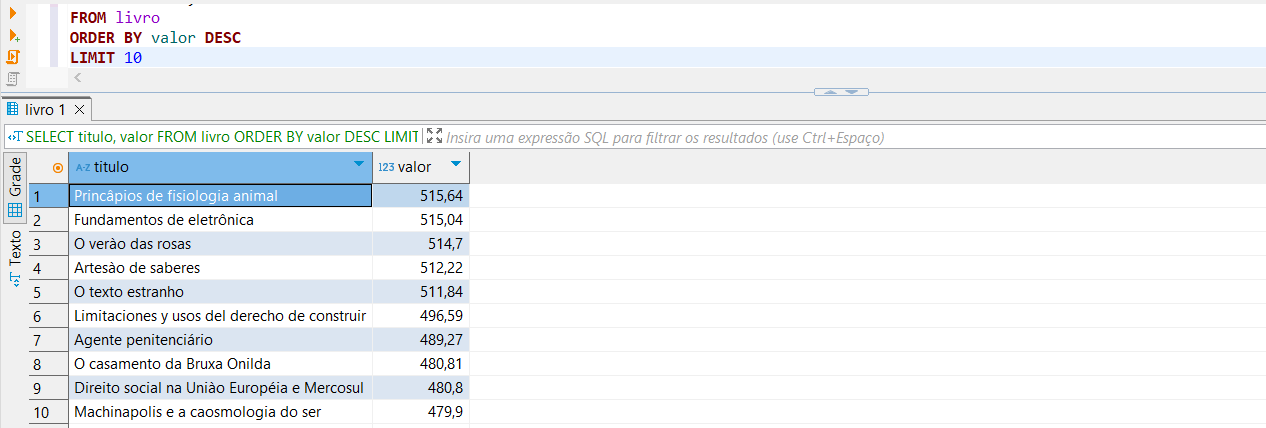 FROM livro
ORDER BY valor DESC
LIMIT 10
livro 1
SELECT titulo, valor FROM livro ORDER BY valor DESC LIMIT
Insira uma expressão SQL para filtrar os resultados (use Ctrl+Espaço)
Grade
Texto
A-Z titulo 123 valor
1 Princâpios de fisiologia animal 515,64
2 Fundamentos de eletrônica 515,04
3 O verào das rosas 514,7
4 Artesào de saberes 512,22
5 O texto estranho 511,84
6 Limitaciones y usos del derecho de construir 496,59
7 Agente penitenciário 489,27
8 O casamento da Bruxa Onilda 480,81
9 Direito social na Uniào Européia e Mercosul 480,8
10 Machinapolis e a caosmologia do ser 479,9